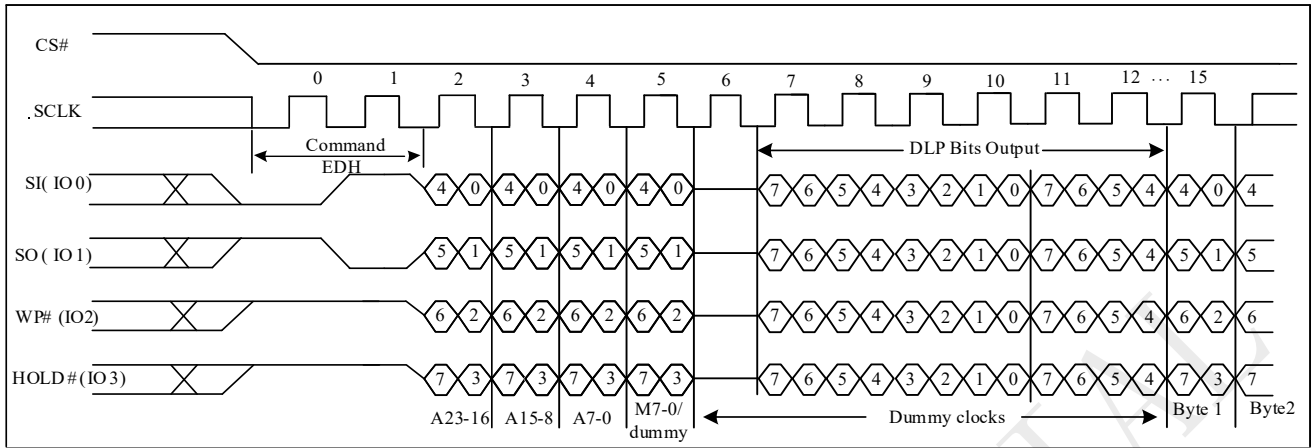 CS#
0 1 2 3 4 5 6 7 8 9 10 11 12 ... 15
.SCLK
Command
EDH
DLP Bits Output
SI( IO 0)
4 0 4 0 4 0 4 0 7 6 5 4 3 2 1 0 7 6 5 4 4 0 4
SO ( IO 1)
5 1 5 1 5 1 5 1 7 6 5 4 3 2 1 0 7 6 5 4 5 1 5
WP# (IO2)
6 2 6 2 6 2 6 2 7 6 5 4 3 2 1 0 7 6 5 4 6 2 6
HOLD # (IO 3)
7 3 7 3 7 3 7 3 7 6 5 4 3 2 1 0 7 6 5 4 7 3 7
A23-16 A15-8 A7-0 M7-0/
dummy
Dummy clocks
Byte 1 Byte2